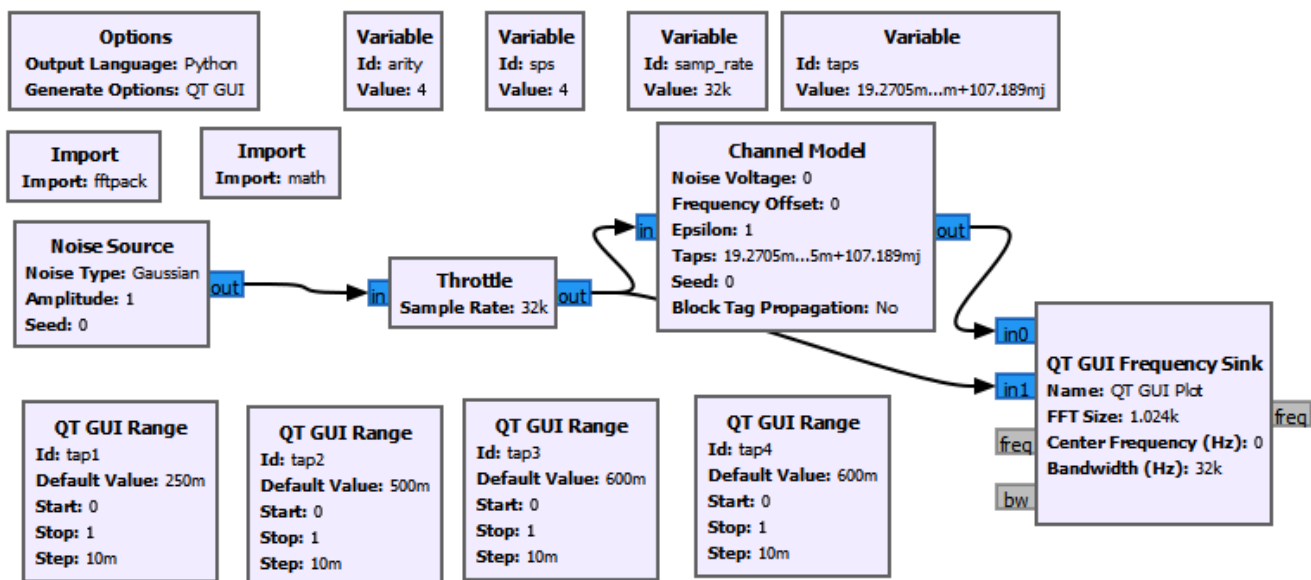 Options
Output Language: Python
Generate Options: QT GUI
Variable
Id: arity
Value: 4
Variable
Id: sps
Value: 4
Variable
Id: samp_rate
Value: 32k
Variable
Id: taps
Value: 19.2705m...m+107.189mj
Import
Import: fftpack
Import
Import: math
Channel Model
Noise Voltage: 0
Frequency Offset: 0
Epsilon: 1
Taps: 19.2705m...5m+107.189mj
Seed: 0
Block Tag Propagation: No
in
out
Noise Source
Noise Type: Gaussian
Amplitude: 1
Seed: 0
out
Throttle
Sample Rate: 32k
in
out
QT GUI Frequency Sink
Name: QT GUI Plot
FFT Size: 1.024k
Center Frequency (Hz): 0
Bandwidth (Hz): 32k
in0
in1
freq
bw
freq
QT GUI Range
Id: tap1
Default Value: 250m
Start: 0
Stop: 1
Step: 10m
QT GUI Range
Id: tap2
Default Value: 500m
Start: 0
Stop: 1
Step: 10m
QT GUI Range
Id: tap3
Default Value: 600m
Start: 0
Stop: 1
Step: 10m
QT GUI Range
Id: tap4
Default Value: 600m
Start: 0
Stop: 1
Step: 10m